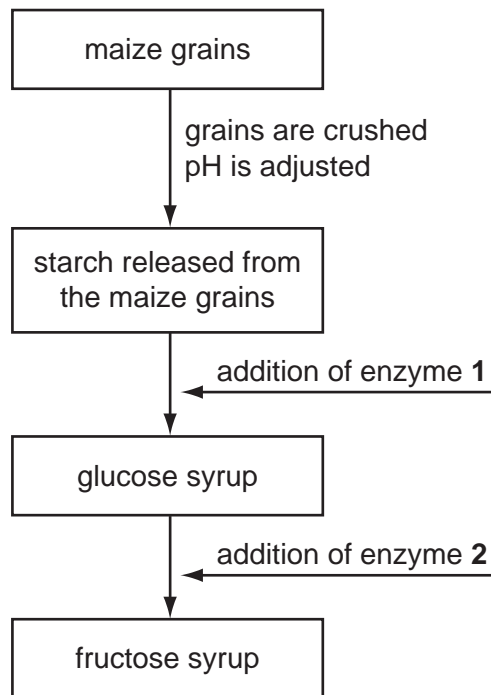 maize grains
grains are crushed
pH is adjusted
starch released from
the maize grains
addition of enzyme 1
glucose syrup
addition of enzyme 2
fructose syrup